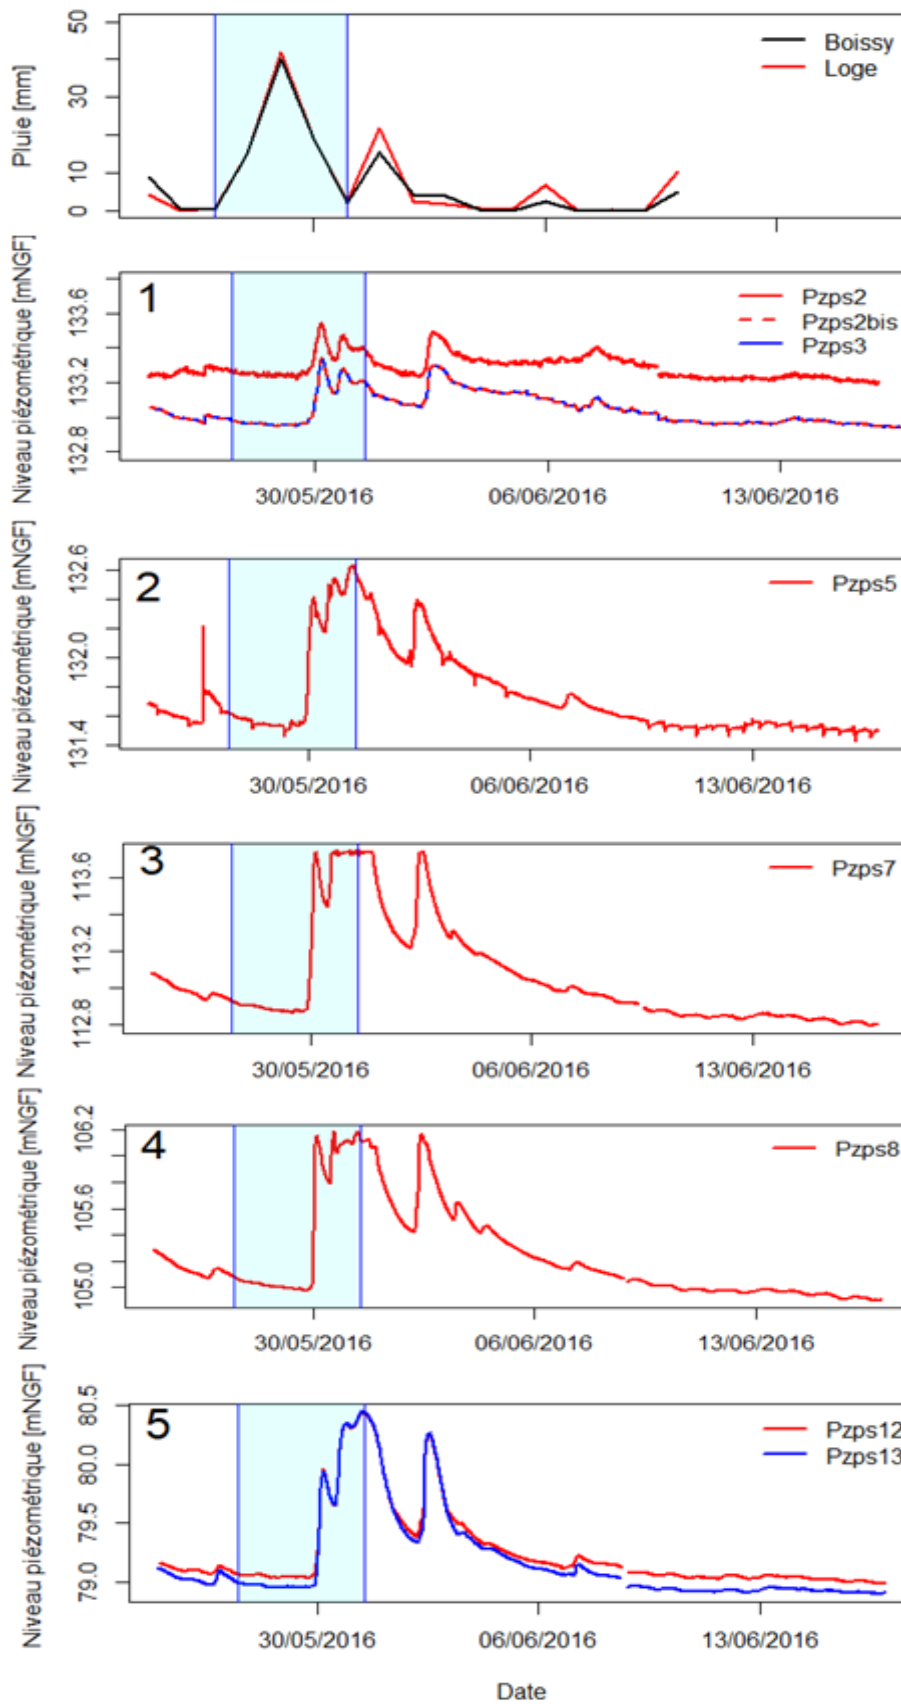 Pluie [mm]
50
30
10
0
Boissy
Loge
Niveau piézométrique [mNGF]
133.6
133.2
132.8
1
Pzps2
Pzps2bis
Pzps3
30/05/2016 06/06/2016 13/06/2016
Niveau piézométrique [mNGF]
132.6
132.0
131.4
2
Pzps5
30/05/2016 06/06/2016 13/06/2016
Niveau piézométrique [mNGF]
113.6
113.2
112.8
3
Pzps7
30/05/2016 06/06/2016 13/06/2016
Niveau piézométrique [mNGF]
106.2
105.6
105.0
4
Pzps8
30/05/2016 06/06/2016 13/06/2016
Niveau piézométrique [mNGF]
80.5
80.0
79.5
79.0
5
Pzps12
Pzps13
30/05/2016 06/06/2016 13/06/2016
Date